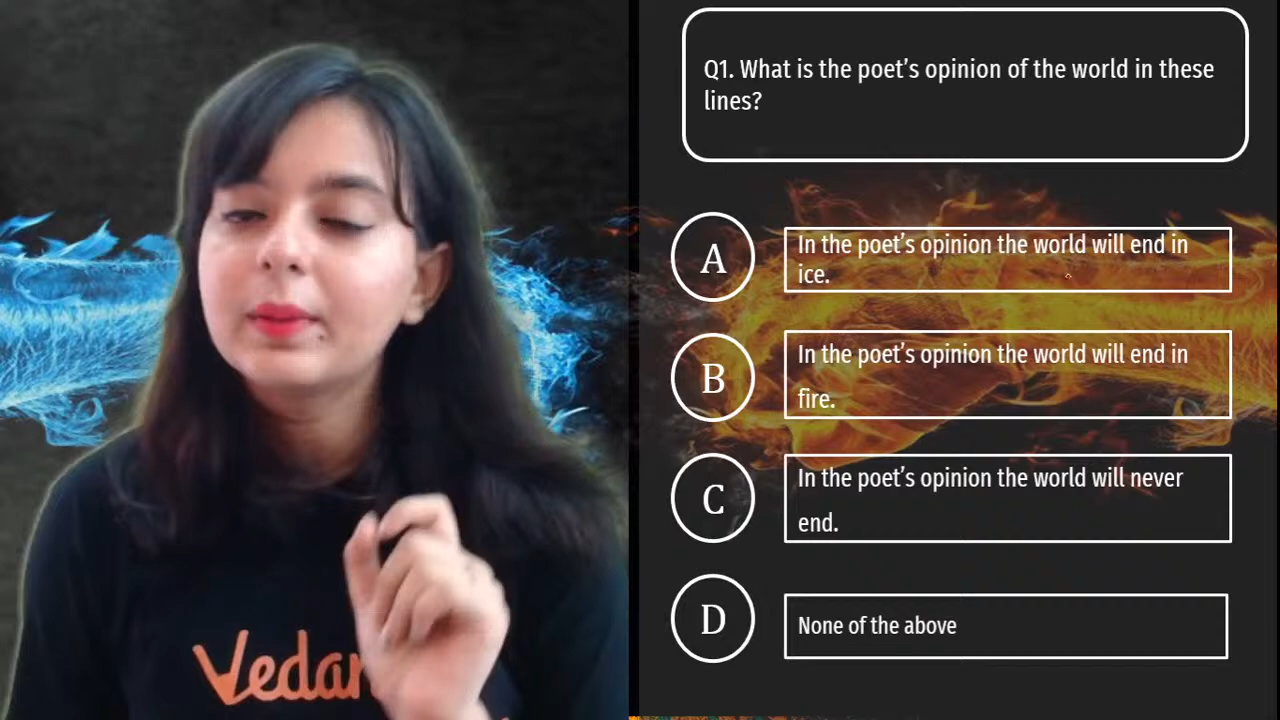 Q1. What is the poet's opinion of the world in these
lines?
A
In the poet's opinion the world will end in
ice.
B
In the poet's opinion the world will end in
fire.
C
In the poet's opinion the world will never
end.
D
None of the above